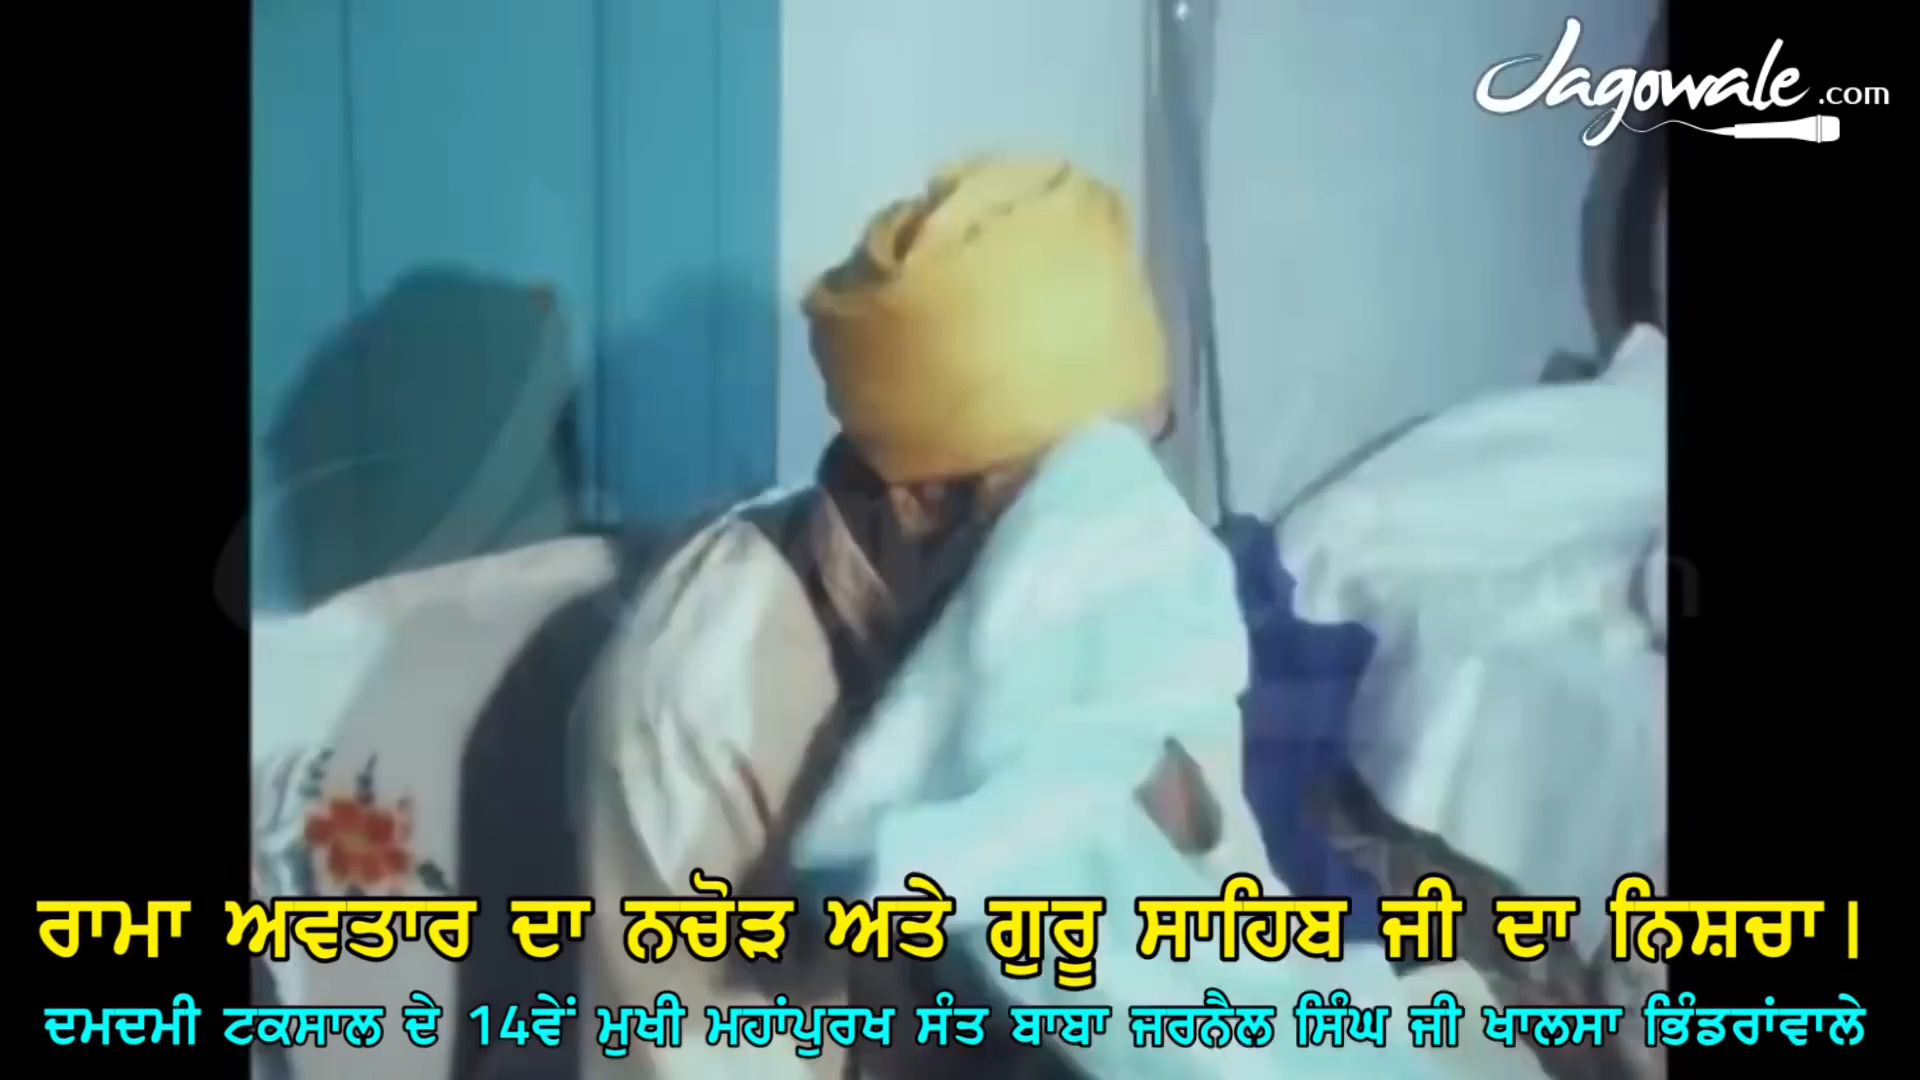 Jagowale.com
ਰਾਮਾ ਅਵਤਾਰ ਦਾ ਨਚੋੜ ਅਤੇ ਗੁਰੂ ਸਾਹਿਬ ਜੀ ਦਾ ਨਿਸ਼ਚਾ।
ਦਮਦਮੀ ਟਕਸਾਲ ਦੇ 14ਵੇਂ ਮੁਖੀ ਮਹਾਂਪੁਰਖ ਸੰਤ ਬਾਬਾ ਜਰਨੈਲ ਸਿੰਘ ਜੀ ਖਾਲਸਾ ਭਿੰਡਰਾਂਵਾਲੇ